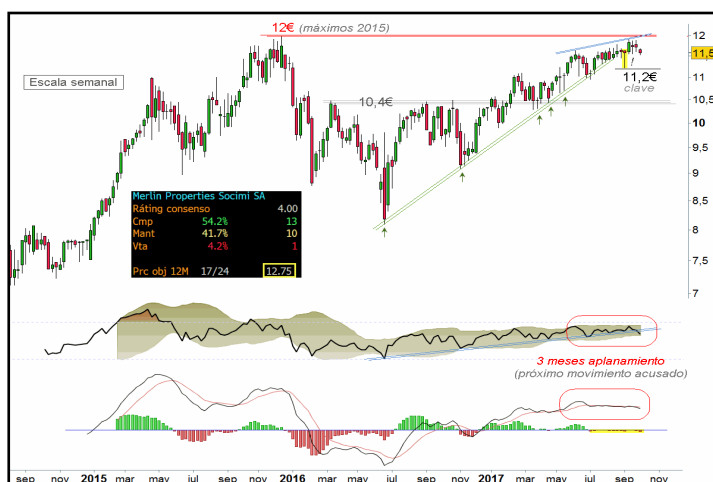 12€ (máximos 2015)
12
11,5
11
10,5
10
9,5
9
8,5
8
7,5
7
Escala semanal
11,2€
clave
10,4€
Merlin Properties Socimi SA
Ráting consenso 4.00
Cmp 54.2% 13
Mant 41.7% 10
Vta 4.2% 1
Prc obj 12M 17/24 12.75
3 meses aplanamiento
(próximo movimiento acusado)
sep nov 2015 mar may jul sep nov 2016 mar may jul sep nov 2017 mar may jul sep nov